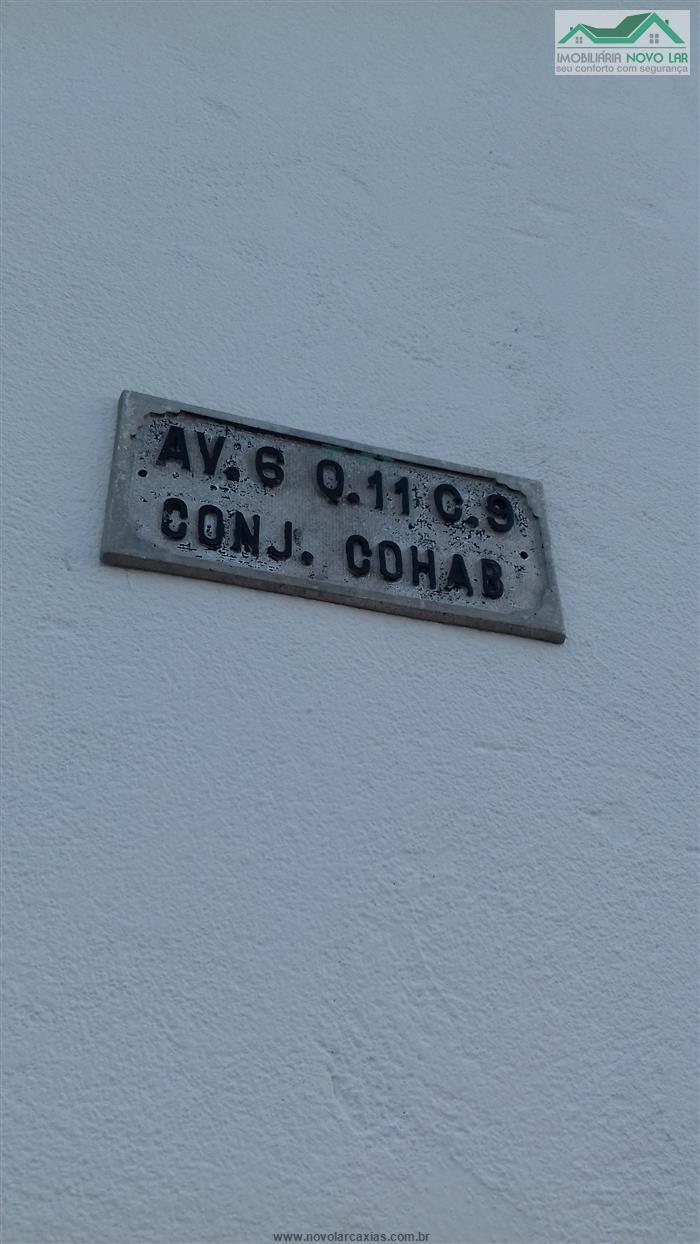 IMOBILIÁRIA NOVO LAR
seu conforto com segurança
AV. 6 Q.11 C.9
CONJ. COHAB
www.novolarcaxias.com.br